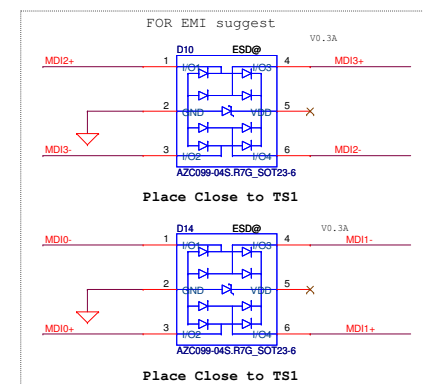 FOR EMI suggest
V0.3A
D10 ESD@
MDI2+ 1 I/O1 I/O3 4 MDI3+
2 GND VDD 5
MDI3- 3 I/O2 I/O4 6 MDI2-
AZC099-04S.R7G_SOT23-6
Place Close to TS1
D14 ESD@ V0.3A
MDI0- 1 I/O1 I/O3 4 MDI1-
2 GND VDD 5
MDI0+ 3 I/O2 I/O4 6 MDI1+
AZC099-04S.R7G_SOT23-6
Place Close to TS1